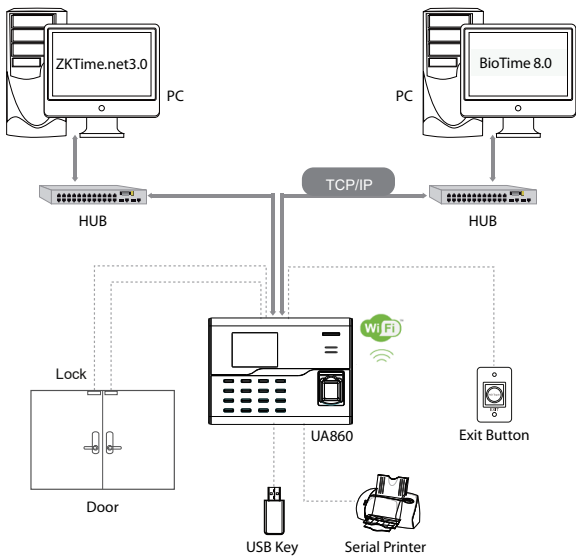 ZKTime.net3.0
BioTime 8.0
PC
PC
TCP/IP
HUB
HUB
WiFi
Lock
UA860
Exit Button
EXIT
Door
USB Key
Serial Printer